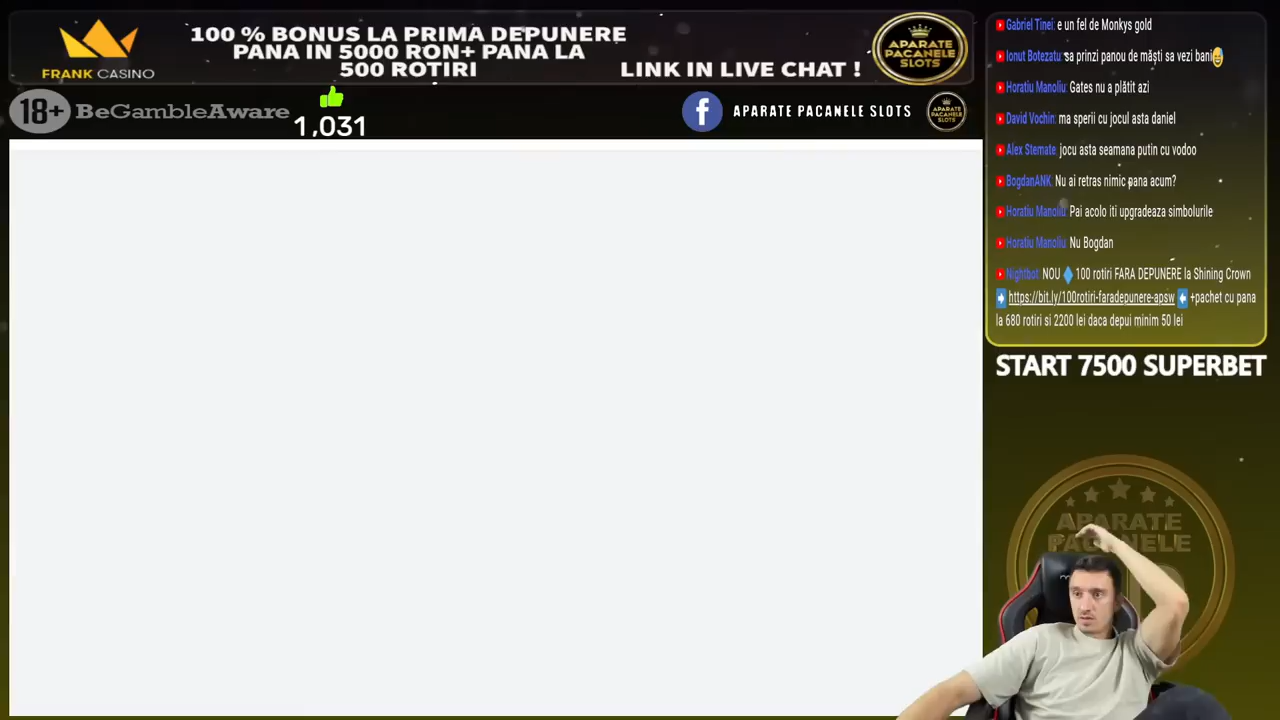 100 % BONUS LA PRIMA DEPUNERE
PANA IN 5000 RON+ PANA LA
500 ROTIRI
LINK IN LIVE CHAT !
FRANK CASINO
APARATE
PACANELE
SLOTS
18+ BeGambleAware
1,031
f APARATE PACANELE SLOTS
APARATE
PACANELE
SLOTS
Gabriel Tinei: e un fel de Monkys gold
Ionut Botezatu: sa prinzi panou de măști sa vezi bani😅
Horatiu Manoliu: Gates nu a plătit azi
David Vochin: ma sperii cu jocul asta daniel
Alex Stemate: jocu asta seamana putin cu vodoo
BogdanANK: Nu ai retras nimic pana acum?
Horatiu Manoliu: Pai acolo iti upgradeaza simbolurile
Horatiu Manoliu: Nu Bogdan
Nightbot: NOU 🔷 100 rotiri FARA DEPUNERE la Shining Crown
➡ https://bit.ly/100rotiri-faradepunere-apsw ⬅ +pachet cu pana
la 680 rotiri si 2200 lei daca depui minim 50 lei
START 7500 SUPERBET
APARATE
PACANELE